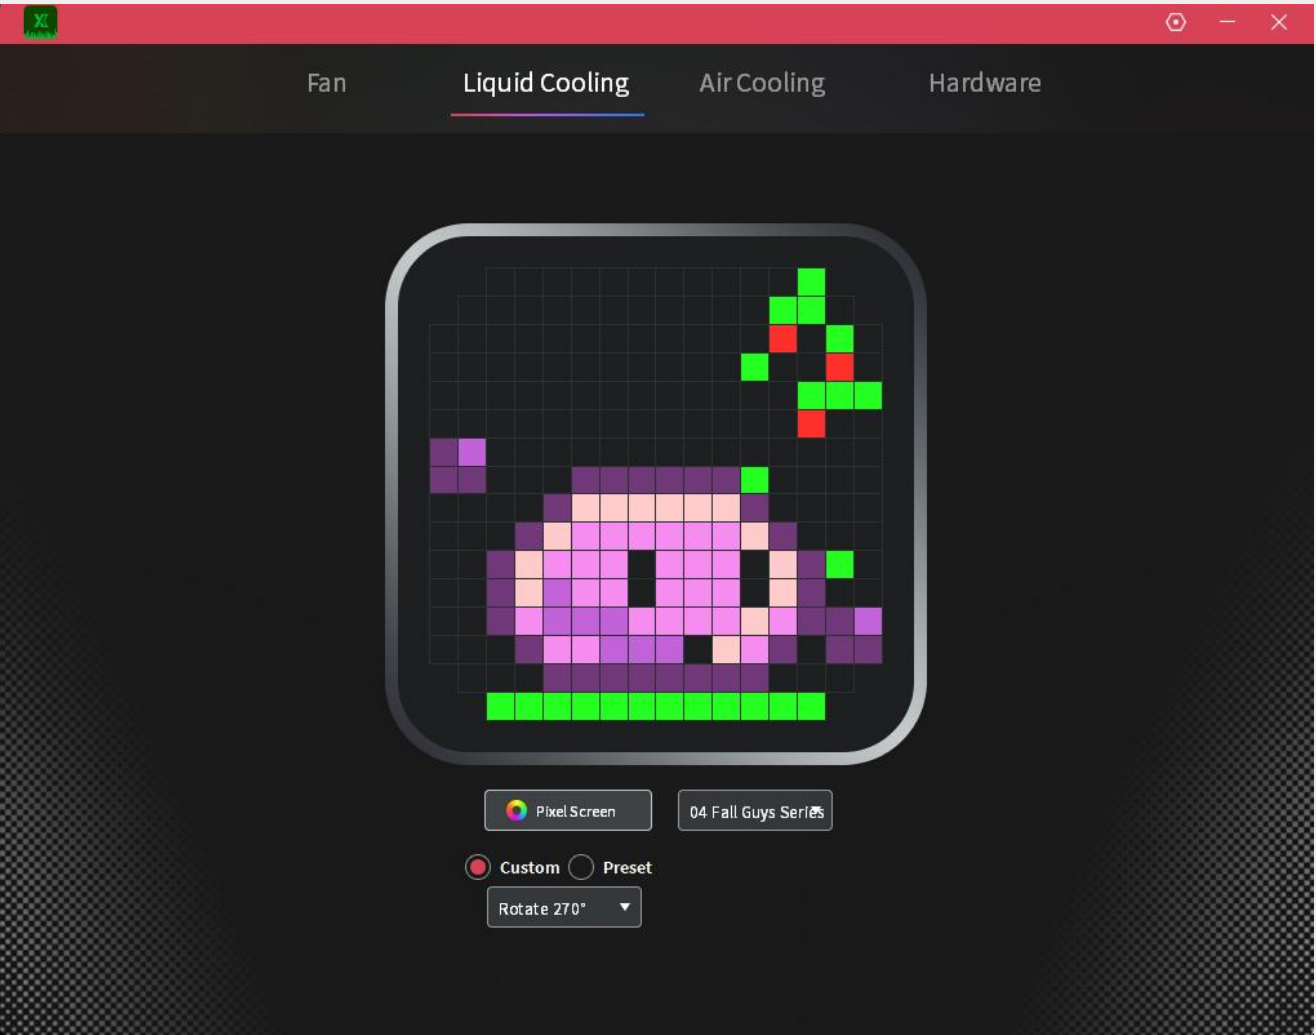 X
Fan
Liquid Cooling
Air Cooling
Hardware
Pixel Screen
04 Fall Guys Series
Custom
Preset
Rotate 270°